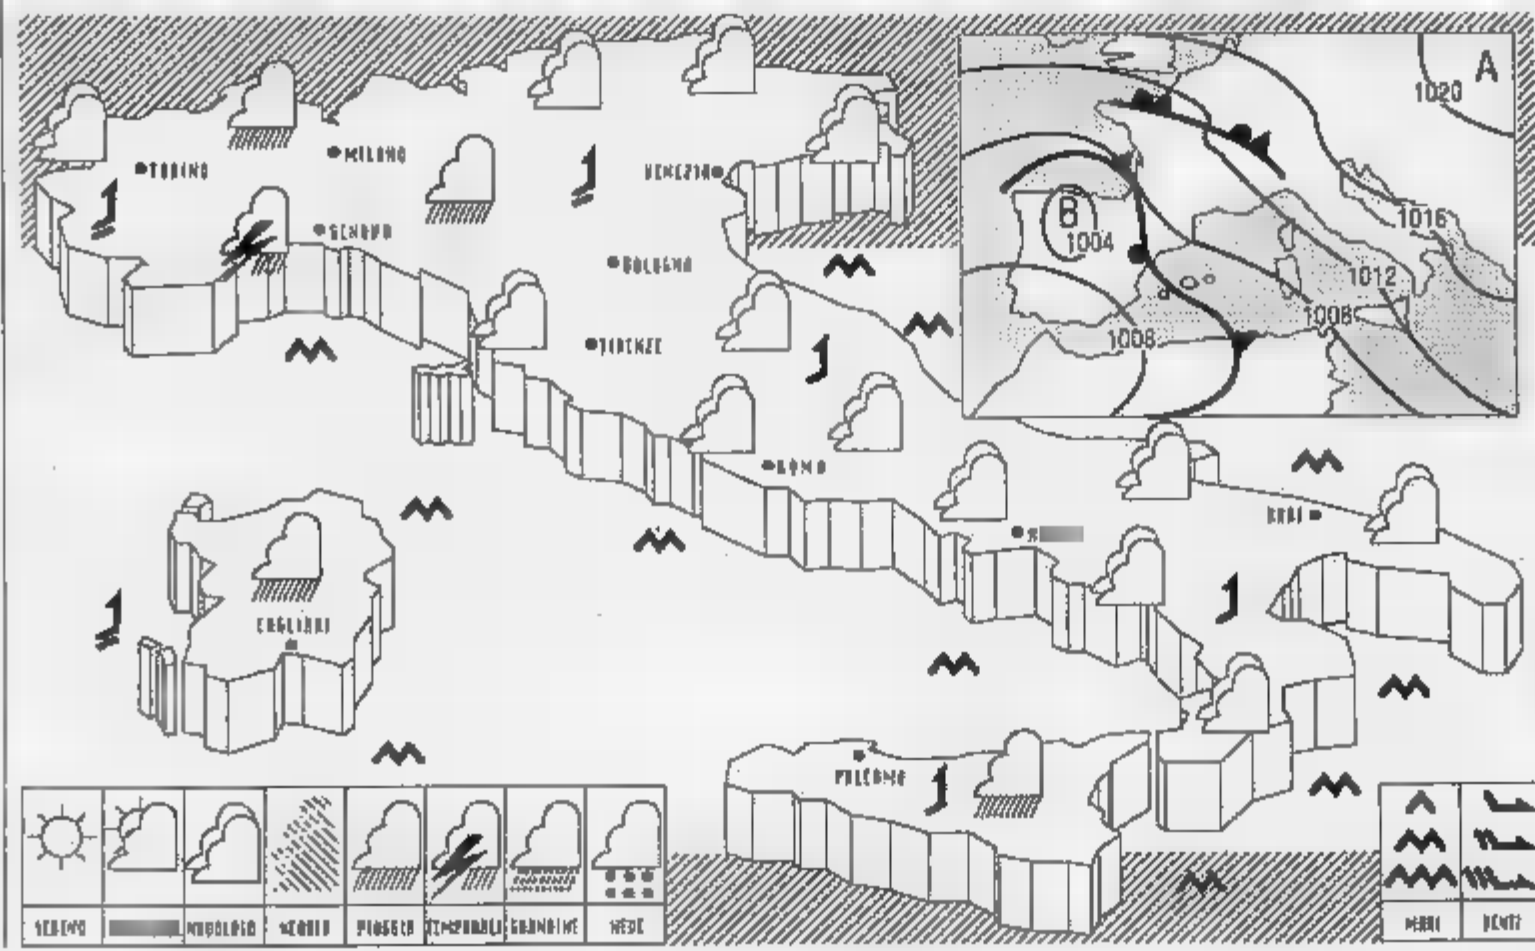 A
1020
TORINO
MILANO
VENEZIA
B
1016
GENOVA
1004
BOLOGNA
1012
1008
FIRENZE
1008
ROMA
BARI
CAGLIARI
PALERMO
SERENO NUVOLOSO NEBBIA PIOGGIA TEMPORALI GRANDINE NEVE MARI VENTI